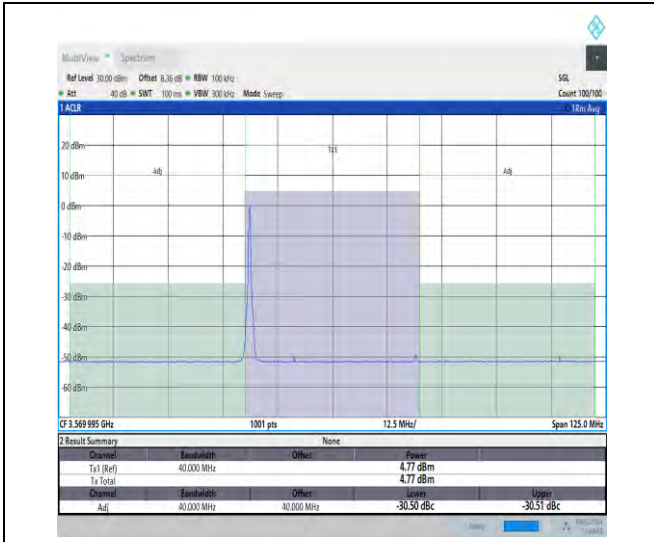 MultiView Spectrum
Ref Level 30.00 dBm Offset 8.36 dB RBW 100 kHz SGL
Att 40 dB SWT 100 ms VBW 300 kHz Mode Sweep Count 100/100
1 ACLR 1Rm Avg
20 dBm
Tx1
10 dBm Adj Adj
0 dBm
-10 dBm
-20 dBm
-30 dBm
-40 dBm
-50 dBm
-60 dBm
CF 3.569 995 GHz 1001 pts 12.5 MHz/ Span 125.0 MHz
2 Result Summary None
Channel Bandwidth Offset Power
Tx1 (Ref) 40.000 MHz 4.77 dBm
Tx Total 4.77 dBm
Channel Bandwidth Offset Lower Upper
Adj 40.000 MHz 40.000 MHz -30.50 dBc -30.51 dBc